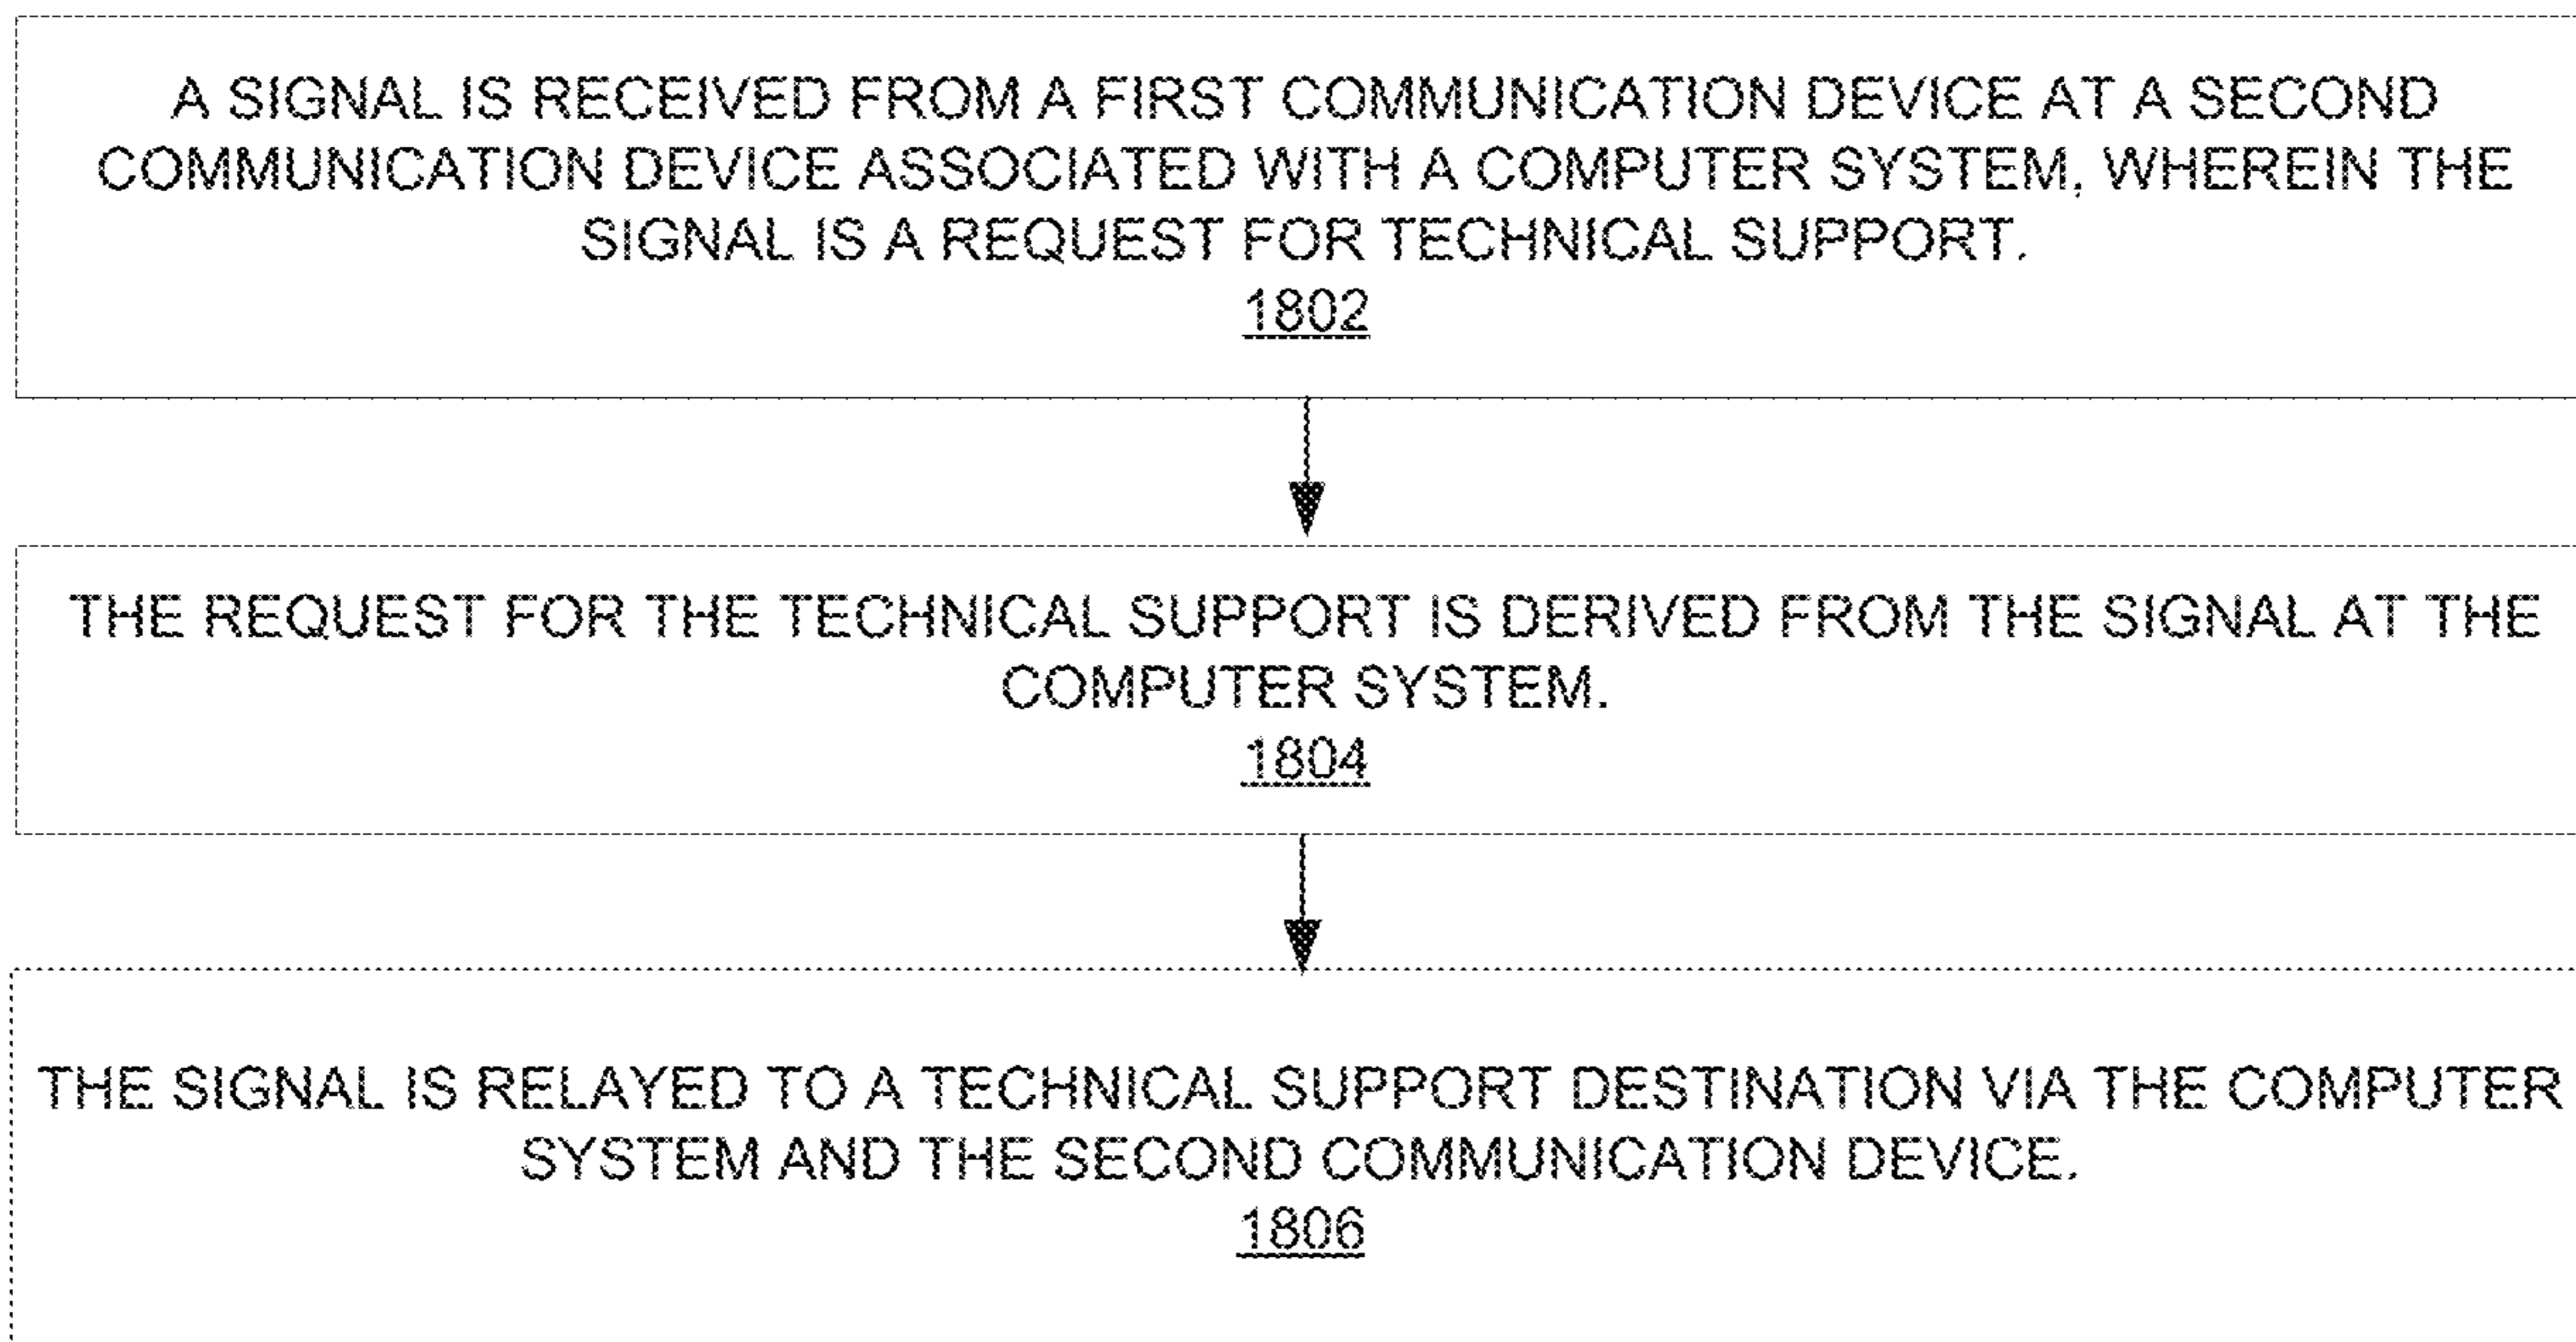 A SIGNAL IS RECEIVED FROM A FIRST COMMUNICATION DEVICE AT A SECOND
COMMUNICATION DEVICE ASSOCIATED WITH A COMPUTER SYSTEM, WHEREIN THE
SIGNAL IS A REQUEST FOR TECHNICAL SUPPORT.
1802
THE REQUEST FOR THE TECHNICAL SUPPORT IS DERIVED FROM THE SIGNAL AT THE
COMPUTER SYSTEM.
1804
THE SIGNAL IS RELAYED TO A TECHNICAL SUPPORT DESTINATION VIA THE COMPUTER
SYSTEM AND THE SECOND COMMUNICATION DEVICE.
1806